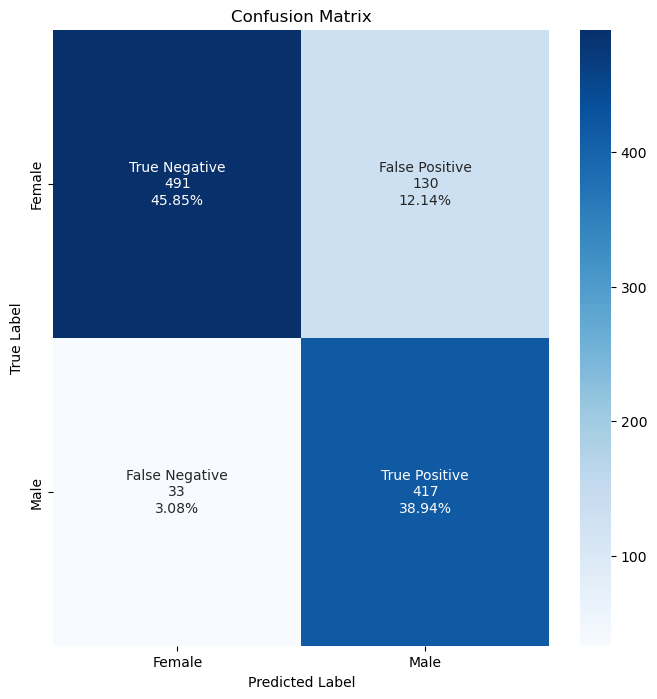 Confusion Matrix
Female
True Negative
491
45.85%
False Positive
130
12.14%
Male
False Negative
33
3.08%
True Positive
417
38.94%
True Label
Female
Male
Predicted Label
400
300
200
100